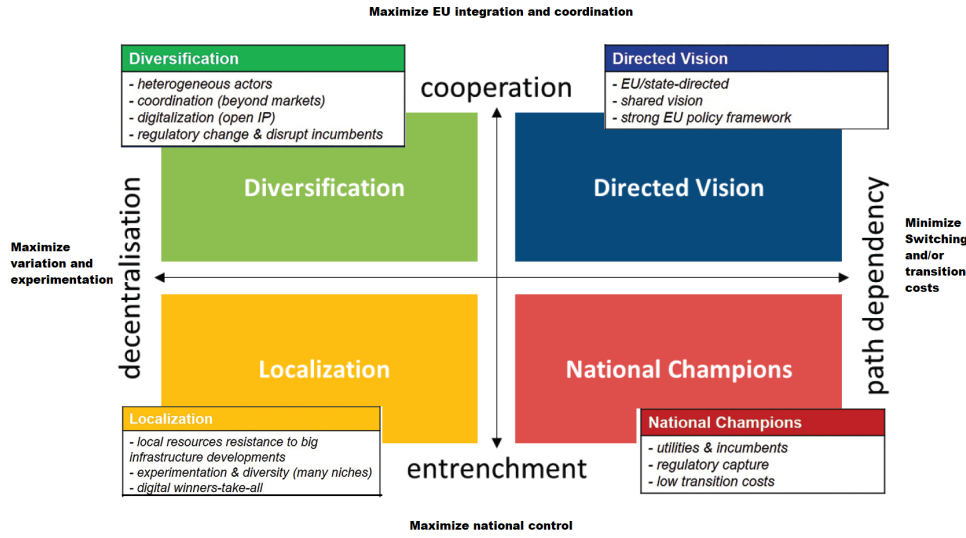 Maximize EU integration and coordination
Diversification
- heterogeneous actors
- coordination (beyond markets)
- digitalization (open IP)
- regulatory change & disrupt incumbents
cooperation
Directed Vision
- EU/state-directed
- shared vision
- strong EU policy framework
Diversification
Directed Vision
Maximize
variation and
experimentation
decentralisation
path dependency
Minimize
Switching
and/or
transition
costs
Localization
National Champions
Localization
- local resources resistance to big
infrastructure developments
- experimentation & diversity (many niches)
- digital winners-take-all
entrenchment
National Champions
- utilities & incumbents
- regulatory capture
- low transition costs
Maximize national control